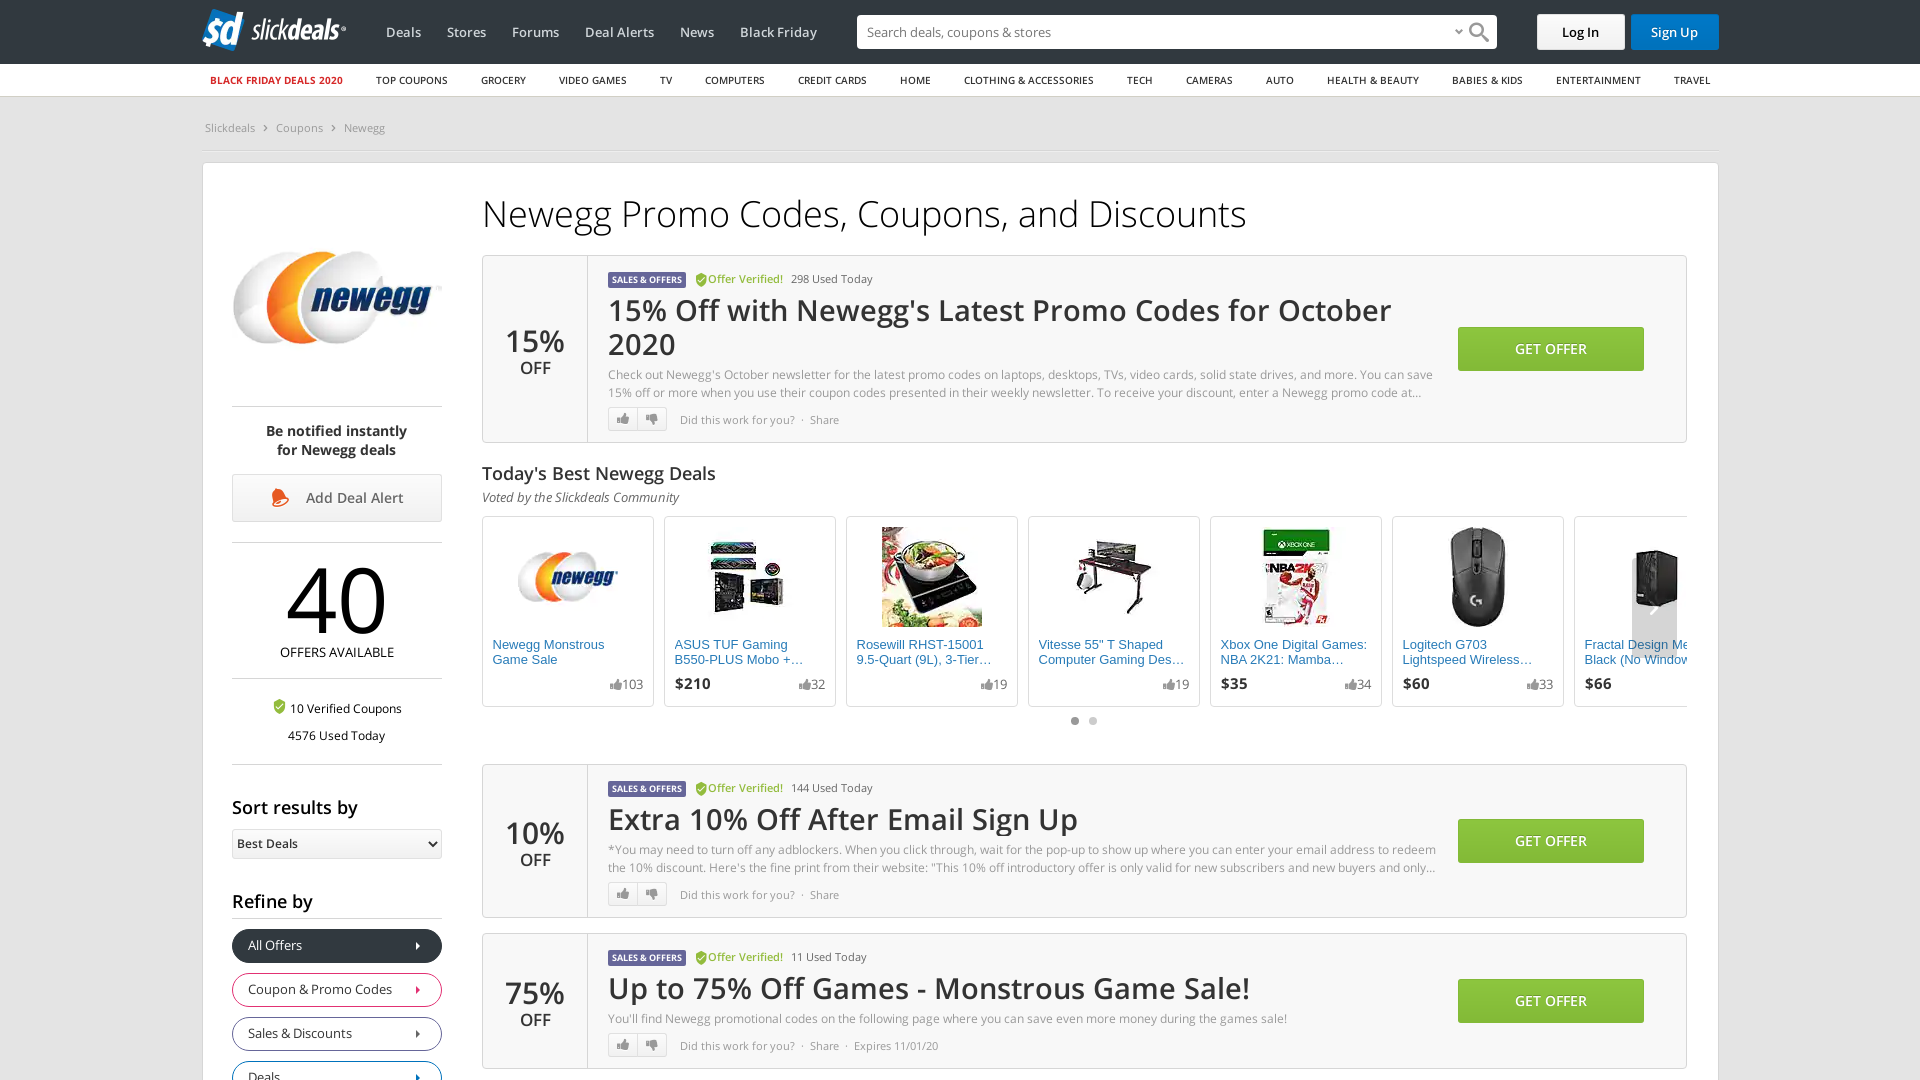 slickdeals
Deals
Stores
Forums
Deal Alerts
News
Black Friday
Search deals, coupons & stores
Log In
Sign Up
BLACK FRIDAY DEALS 2020
TOP COUPONS
GROCERY
VIDEO GAMES
TV
COMPUTERS
CREDIT CARDS
HOME
CLOTHING & ACCESSORIES
TECH
CAMERAS
AUTO
HEALTH & BEAUTY
BABIES & KIDS
ENTERTAINMENT
TRAVEL
Slickdeals > Coupons > Newegg
newegg
Be notified instantly
for Newegg deals
Add Deal Alert
40
OFFERS AVAILABLE
10 Verified Coupons
4576 Used Today
Sort results by
Best Deals
Refine by
All Offers
Coupon & Promo Codes
Sales & Discounts
Deals
Newegg Promo Codes, Coupons, and Discounts
15%
OFF
SALES & OFFERS Offer Verified! 298 Used Today
15% Off with Newegg's Latest Promo Codes for October
2020
Check out Newegg's October newsletter for the latest promo codes on laptops, desktops, TVs, video cards, solid state drives, and more. You can save
15% off or more when you use their coupon codes presented in their weekly newsletter. To receive your discount, enter a Newegg promo code at...
Did this work for you? · Share
GET OFFER
Today's Best Newegg Deals
Voted by the Slickdeals Community
newegg
Newegg Monstrous
Game Sale
103
ASUS TUF Gaming
B550-PLUS Mobo +...
$210
32
Rosewill RHST-15001
9.5-Quart (9L), 3-Tier...
19
Vitesse 55" T Shaped
Computer Gaming Des...
19
XBOX ONE
NBA 2K21
Xbox One Digital Games:
NBA 2K21: Mamba...
$35
34
Logitech G703
Lightspeed Wireless...
$60
33
Fractal Design Me
Black (No Window
$66
10%
OFF
SALES & OFFERS Offer Verified! 144 Used Today
Extra 10% Off After Email Sign Up
*You may need to turn off any adblockers. When you click through, wait for the pop-up to show up where you can enter your email address to redeem
the 10% discount. Here's the fine print from their website: "This 10% off introductory offer is only valid for new subscribers and new buyers and only...
Did this work for you? · Share
GET OFFER
75%
OFF
SALES & OFFERS Offer Verified! 11 Used Today
Up to 75% Off Games - Monstrous Game Sale!
You'll find Newegg promotional codes on the following page where you can save even more money during the games sale!
Did this work for you? · Share · Expires 11/01/20
GET OFFER